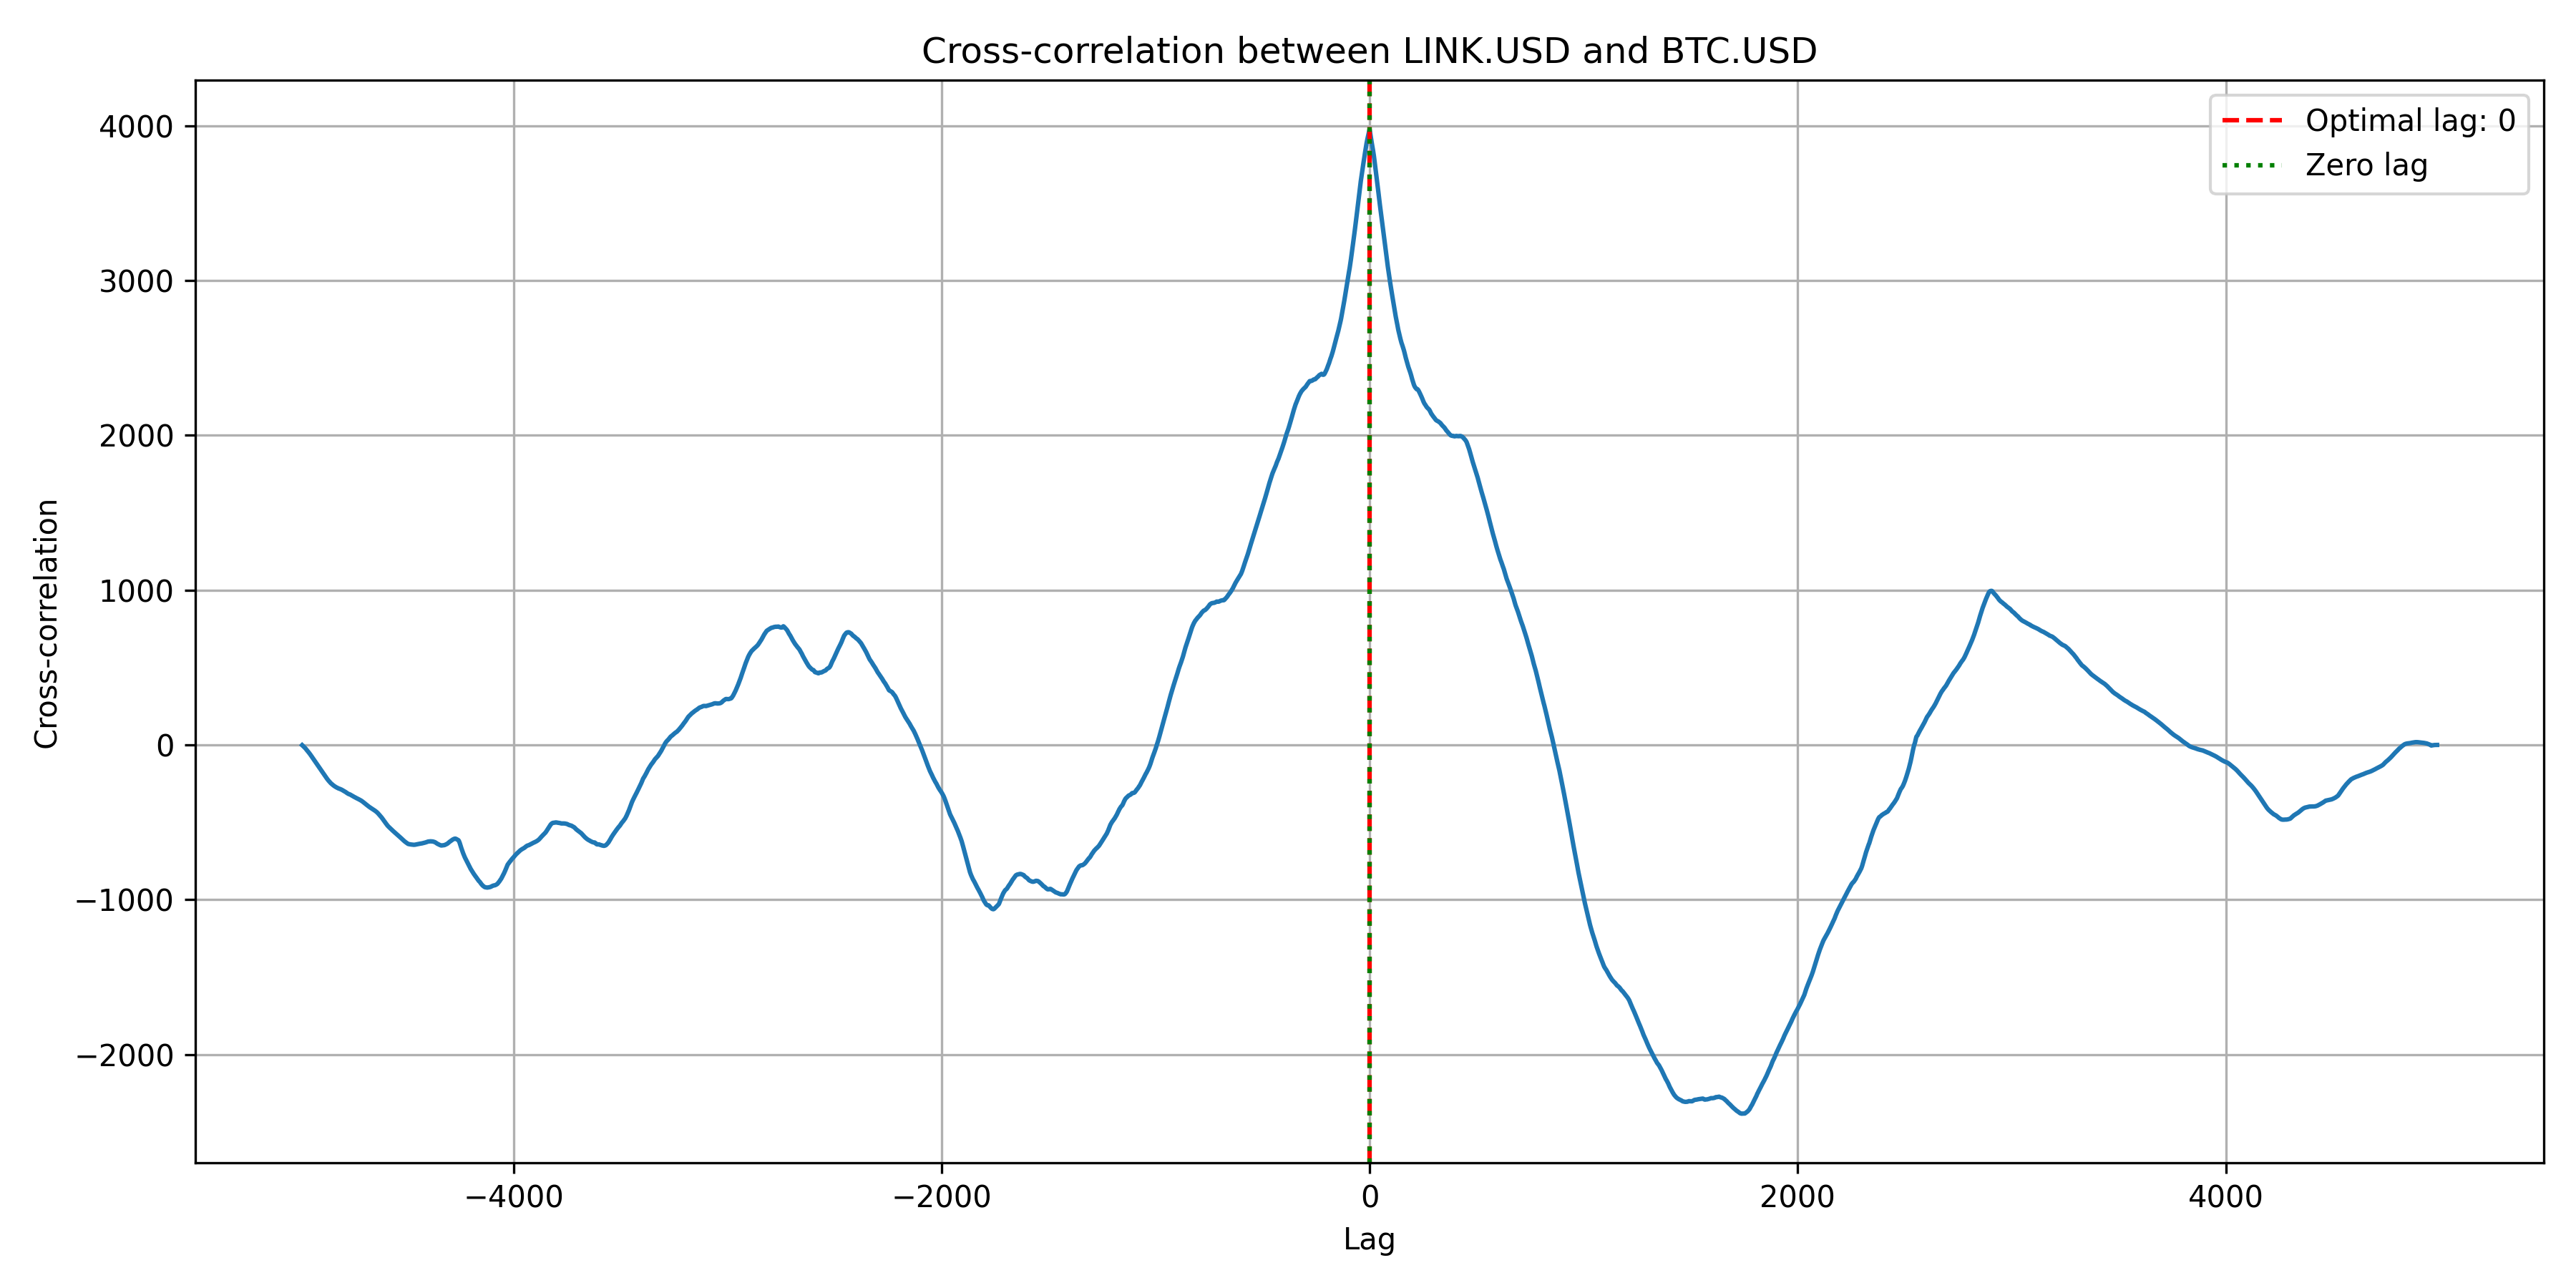 Cross-correlation between LINK.USD and BTC.USD
Optimal lag: 0
Zero lag
4000
3000
2000
1000
0
−1000
−2000
Cross-correlation
−4000
−2000
0
2000
4000
Lag